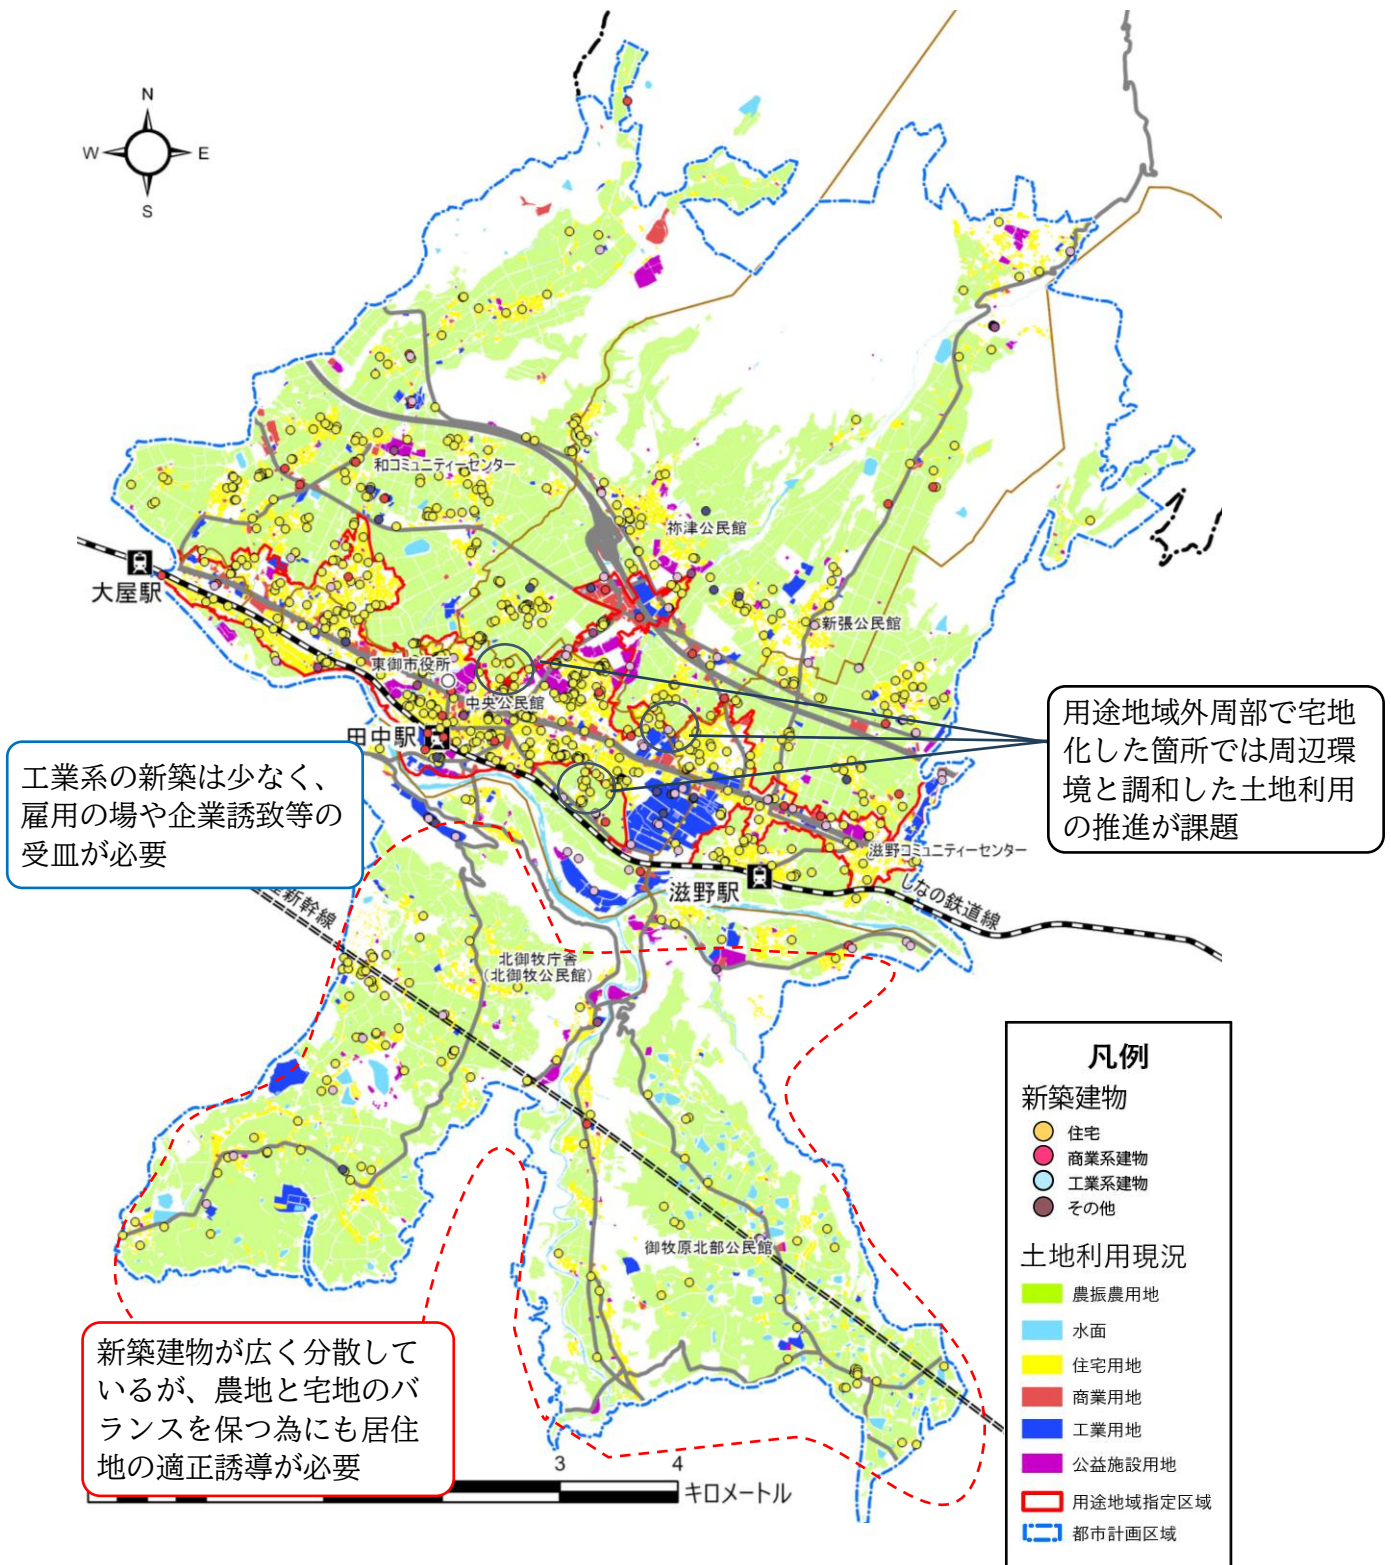 N
W
E
S
和コミュニティーセンター
祢津公民館
大屋駅
新張公民館
東御市役所
中央公民館
田中駅
用途地域外周部で宅地
化した箇所では周辺環
境と調和した土地利用
の推進が課題
工業系の新築は少なく、
雇用の場や企業誘致等の
受皿が必要
滋野コミュニティーセンター
滋野駅
しなの鉄道線
新幹線
北御牧庁舎
(北御牧公民館)
御牧原北部公民館
凡例
新築建物
住宅
商業系建物
工業系建物
その他
土地利用現況
農振農用地
水面
住宅用地
商業用地
工業用地
公益施設用地
用途地域指定区域
都市計画区域
新築建物が広く分散して
いるが、農地と宅地のバ
ランスを保つ為にも居住
地の適正誘導が必要
3
4
キロメートル